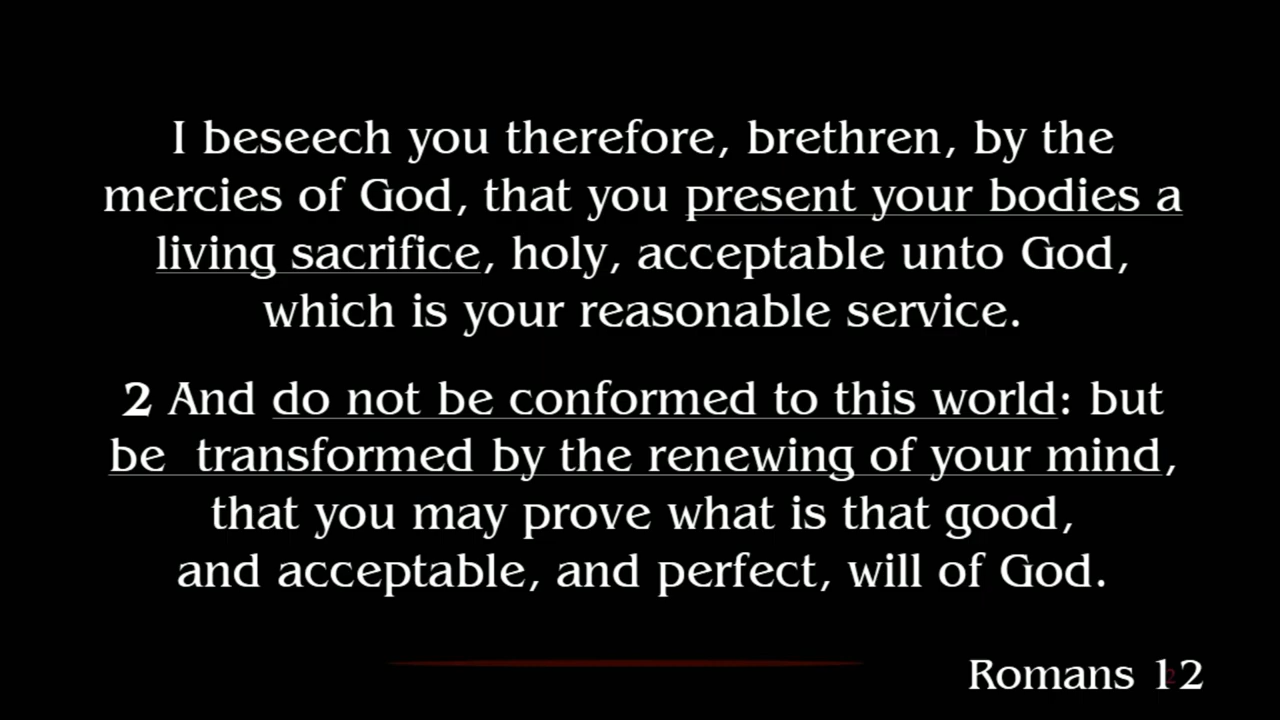 I beseech you therefore, brethren, by the
mercies of God, that you present your bodies a
living sacrifice, holy, acceptable unto God,
which is your reasonable service.
2 And do not be conformed to this world: but
be transformed by the renewing of your mind,
that you may prove what is that good,
and acceptable, and perfect, will of God.
Romans 12
2